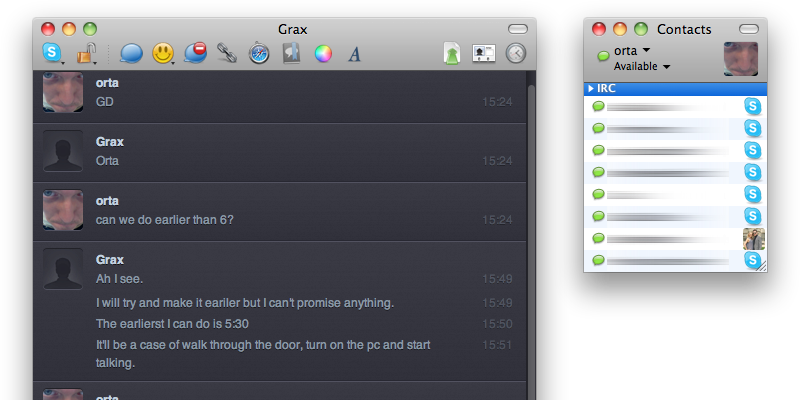 Grax
orta
GD 15:24
Grax
Orta 15:24
orta
can we do earlier than 6? 15:24
Grax
Ah I see. 15:49
I will try and make it eariler but I can't promise anything. 15:49
The earlierst I can do is 5:30 15:50
It'll be a case of walk through the door, turn on the pc and start 15:51
talking.
orta
Contacts
orta
Available
IRC